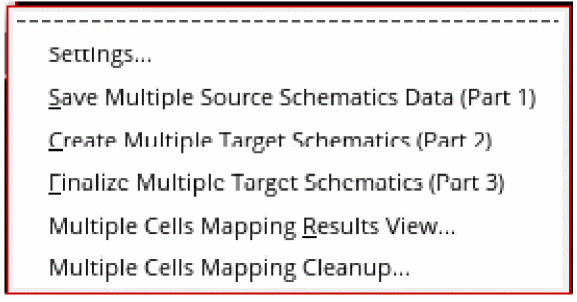 Settings...
Save Multiple Source Schematics Data (Part 1)
Create Multiple Target Schematics (Part 2)
Finalize Multiple Target Schematics (Part 3)
Multiple Cells Mapping Results View...
Multiple Cells Mapping Cleanup...